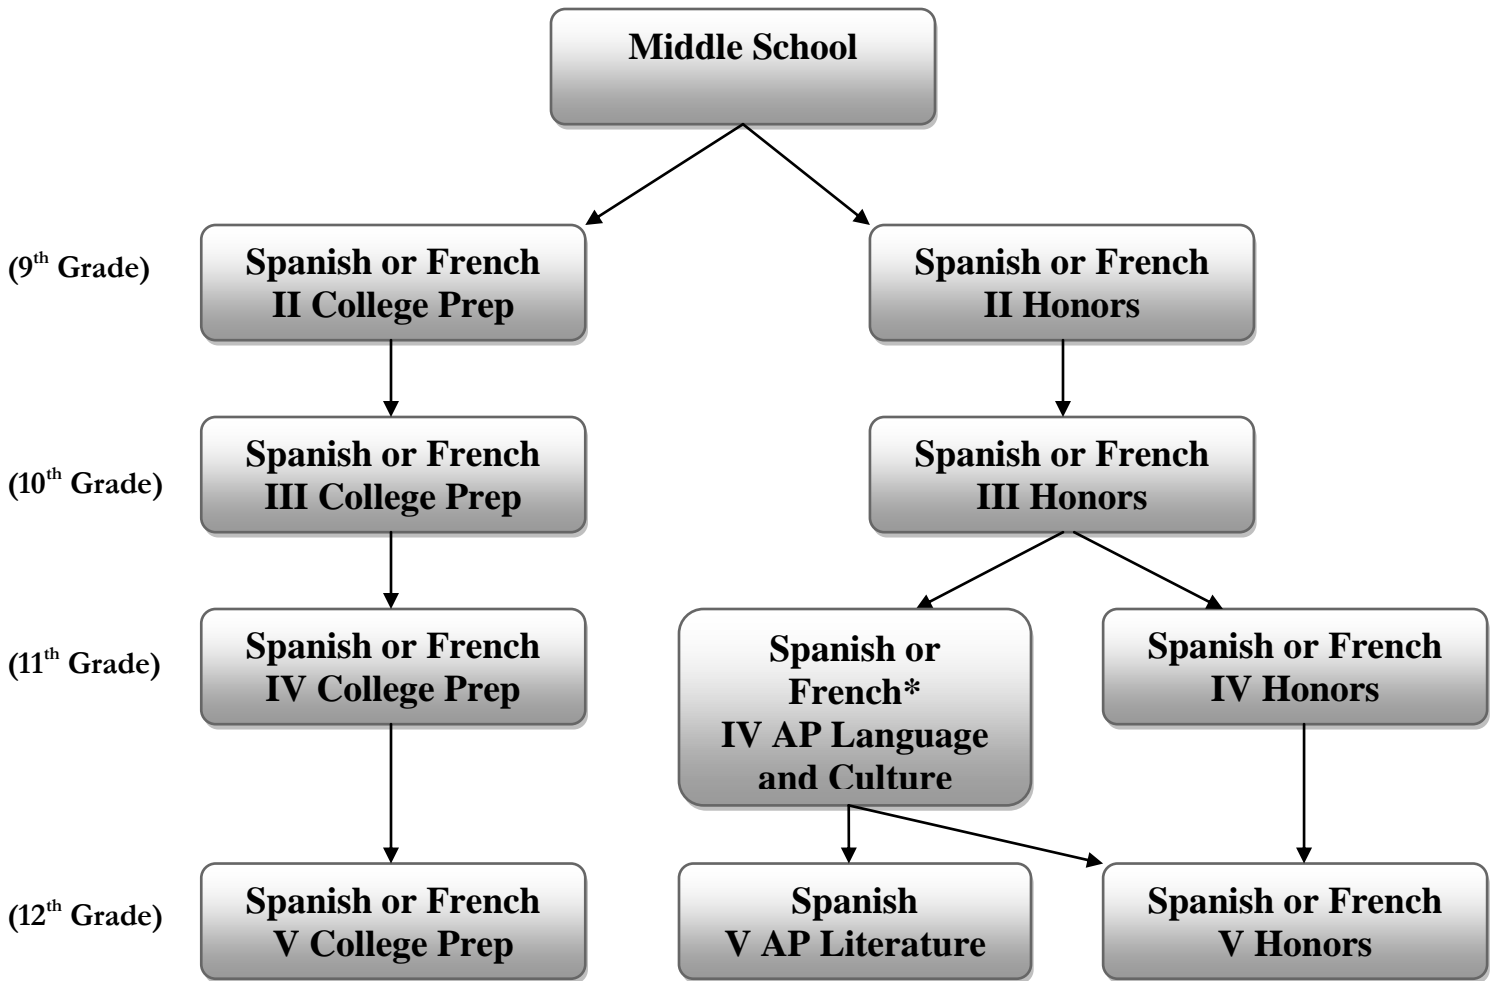 Middle School
(9th Grade)
Spanish or French
II College Prep
Spanish or French
II Honors
(10th Grade)
Spanish or French
III College Prep
Spanish or French
III Honors
(11th Grade)
Spanish or French
IV College Prep
Spanish or
French*
IV AP Language
and Culture
Spanish or French
IV Honors
(12th Grade)
Spanish or French
V College Prep
Spanish
V AP Literature
Spanish or French
V Honors